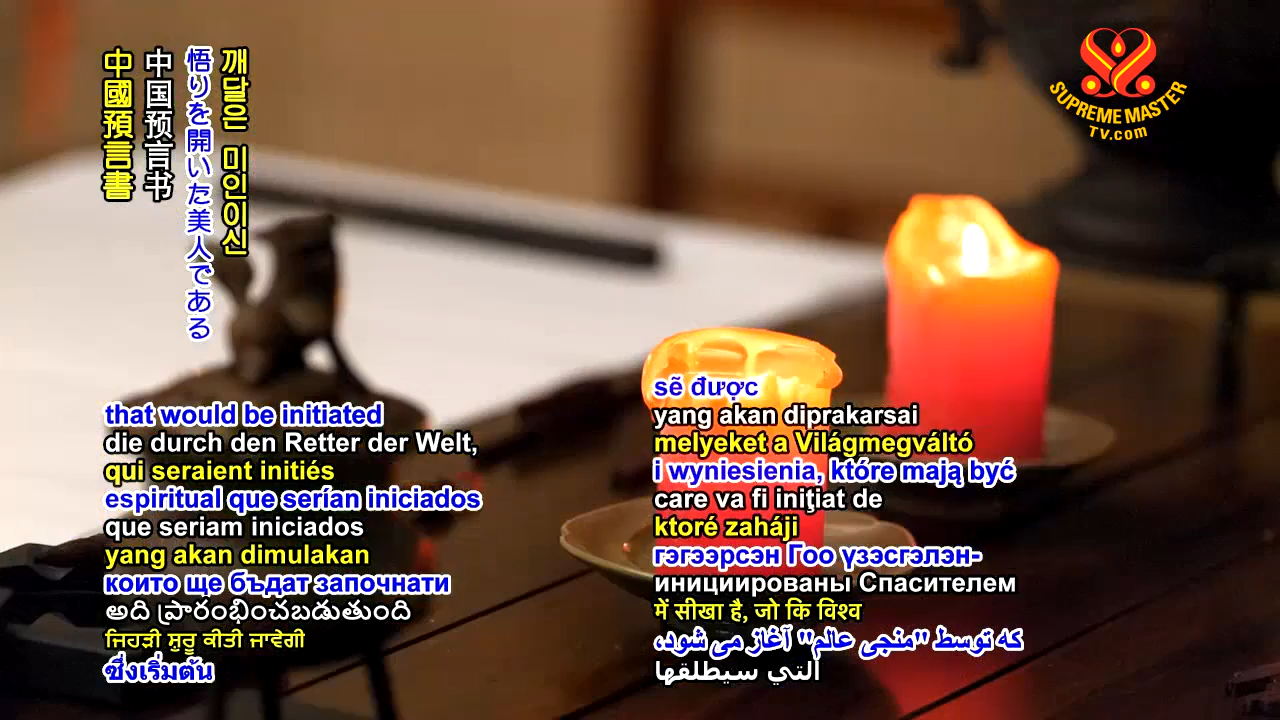 中國預言書
中国预言书
悟りを開いた美人である
깨달은 미인이신
SUPREME MASTER
TV.com
that would be initiated
die durch den Retter der Welt,
qui seraient initiés
espiritual que serían iniciados
que seriam iniciados
yang akan dimulakan
които ще бъдат започнати
అది ప్రారంభించబడుతుంది
ਜਿਹੜੀ ਸ਼ੁਰੂ ਕੀਤੀ ਜਾਵੇਗੀ
ซึ่งเริ่มต้น
sẽ được
yang akan diprakarsai
melyeket a Világmegváltó
i wyniesienia, które mają być
care va fi iniţiat de
ktoré zaháji
гэгээрсэн Гоо үзэсгэлэн-
инициированы Спасителем
में सीखा है, जो कि विश्व
که توسط "منجی عالم" آغاز می شود،
التي سيطلقها